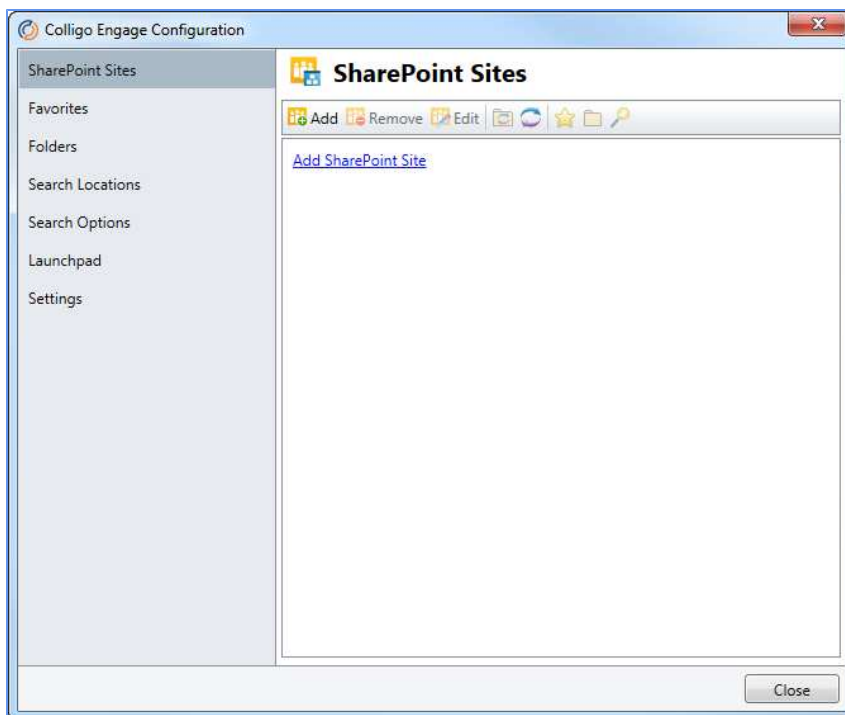 Colligo Engage Configuration
SharePoint Sites
Favorites
Folders
Search Locations
Search Options
Launchpad
Settings
SharePoint Sites
Add Remove Edit
Add SharePoint Site
Close